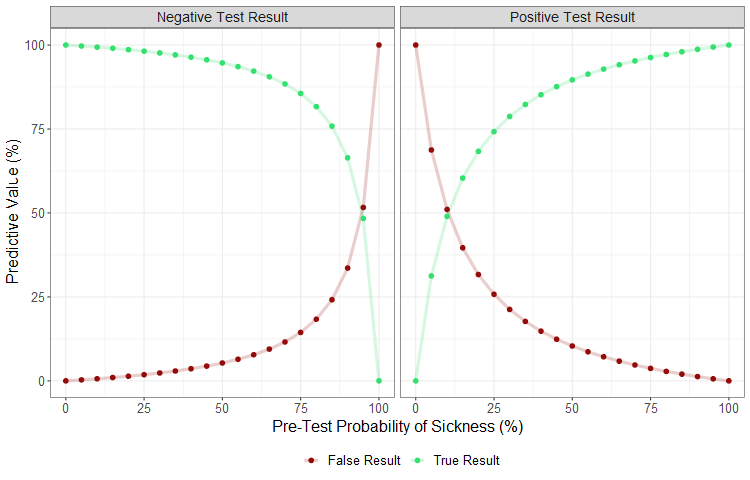 Negative Test Result
Positive Test Result
Predictive Value (%)
100
75
50
25
0
0 25 50 75 100
0 25 50 75 100
Pre-Test Probability of Sickness (%)
False Result
True Result